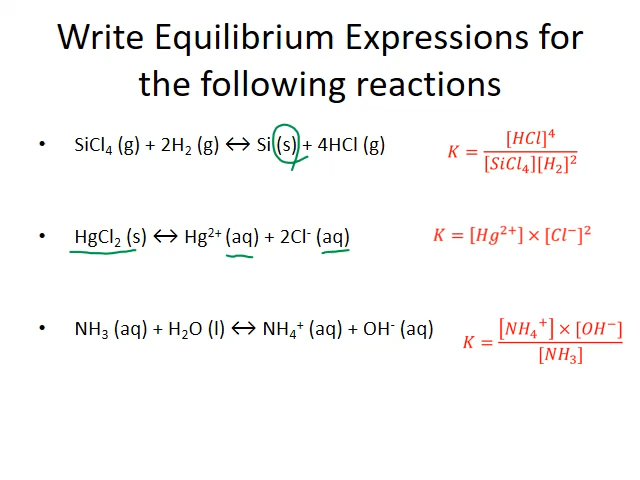 Write Equilibrium Expressions for
the following reactions
• SiCl₄ (g) + 2H₂ (g) ↔ Si (s) + 4HCl (g) K = [HCl]⁴ / [SiCl₄][H₂]²
• HgCl₂ (s) ↔ Hg²⁺ (aq) + 2Cl⁻ (aq) K = [Hg²⁺] × [Cl⁻]²
• NH₃ (aq) + H₂O (l) ↔ NH₄⁺ (aq) + OH⁻ (aq) K = [NH₄⁺] × [OH⁻] / [NH₃]